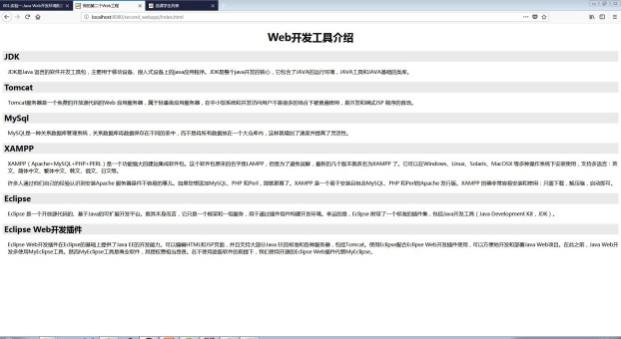 001.实验一:Java Web开发环境的
我的第二个Web工程
选课学生列表
localhost:8080/second_webapp/index.html
Web开发工具介绍
JDK
JDK是Java 语言的软件开发工具包，主要用于移动设备、嵌入式设备上的java应用程序。JDK是整个java开发的核心，它包含了JAVA的运行环境，JAVA工具和JAVA基础的类库。
Tomcat
Tomcat服务器是一个免费的开放源代码的Web 应用服务器，属于轻量级应用服务器，在中小型系统和并发访问用户不是很多的场合下被普遍使用，是开发和调试JSP 程序的首选。
MySql
MySQL是一种关系数据库管理系统，关系数据库将数据保存在不同的表中，而不是将所有数据放在一个大仓库内，这样就增加了速度并提高了灵活性。
XAMPP
XAMPP（Apache+MySQL+PHP+PERL）是一个功能强大的建站集成软件包。这个软件包原来的名字是LAMPP，但是为了避免误解，最新的几个版本就改名为XAMPP 了。它可以在Windows、Linux、Solaris、MacOSX 等多种操作系统下安装使用，支持多语言：英
文、简体中文、繁体中文、韩文、俄文、日文等。
许多人通过他们自己的经验认识到安装Apache 服务器是件不容易的事儿。如果您想添加MySQL、PHP 和Perl，那就更难了。XAMPP 是一个易于安装且包含MySQL、PHP 和Perl的Apache 发行版。XAMPP 的确非常容易安装和使用：只需下载，解压缩，启动即可。
Eclipse
Eclipse 是一个开放源代码的、基于Java的可扩展开发平台。就其本身而言，它只是一个框架和一组服务，用于通过插件组件构建开发环境。幸运的是，Eclipse 附带了一个标准的插件集，包括Java开发工具（Java Development Kit，JDK）。
Eclipse Web开发插件
Eclipse Web开发插件在Eclipse的基础上提供了Java EE的开发能力。可以编辑HTML和JSP页面，并且支持大部分Java EE的标准和各种服务器，包括Tomcat。使用Eclipse配合Eclipse Web开发插件使用，可以方便地开发和部署Java Web项目。在此之前，Java Web开
发多使用MyEclipse工具。